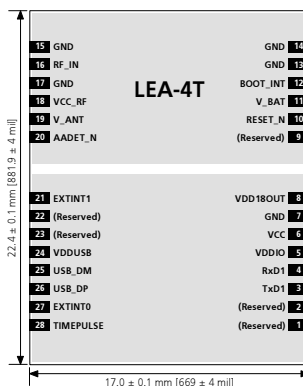 15 GND GND 14
16 RF_IN GND 13
17 GND BOOT_INT 12
LEA-4T
18 VCC_RF V_BAT 11
19 V_ANT RESET_N 10
20 AADET_N (Reserved) 9
21 EXTINT1 VDD18OUT 8
22 (Reserved) GND 7
23 (Reserved) VCC 6
24 VDDUSB VDDIO 5
25 USB_DM RxD1 4
26 USB_DP TxD1 3
27 EXTINT0 (Reserved) 2
28 TIMEPULSE (Reserved) 1
22.4 ± 0.1 mm [881.9 ± 4 mil]
17.0 ± 0.1 mm [669 ± 4 mil]